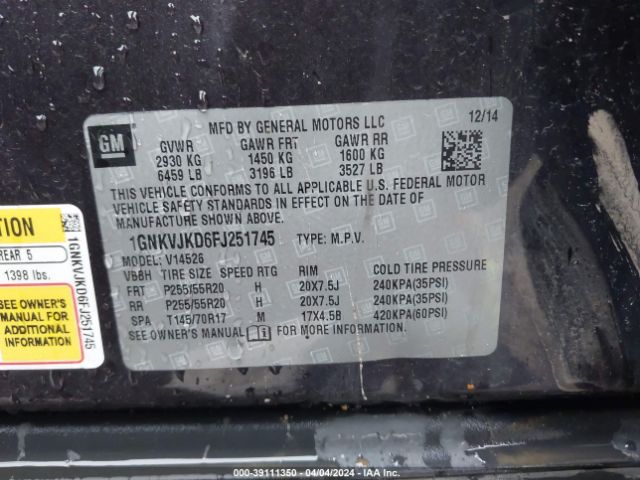 MFD BY GENERAL MOTORS LLC 12/14
GM
GVWR GAWR FRT GAWR RR
2930 KG 1450 KG 1600 KG
6459 LB 3196 LB 3527 LB
THIS VEHICLE CONFORMS TO ALL APPLICABLE U.S. FEDERAL MOTOR
VEHICLE SAFETY STANDARDS IN EFFECT ON THE DATE OF
MANUFACTURE SHOWN ABOVE.
1GNKVJKD6FJ251745 TYPE: M.P.V.
MODEL: V14526
VBBH TIRE SIZE SPEED RTG RIM COLD TIRE PRESSURE
FRT P255/55R20 H 20X7.5J 240KPA(35PSI)
RR P255/55R20 H 20X7.5J 240KPA(35PSI)
SPA T145/70R17 M 17X4.5B 420KPA(60PSI)
SEE OWNER'S MANUAL FOR MORE INFORMATION.
TION
REAR 5
1398 lbs.
SEE OWNER'S
MANUAL FOR
ADDITIONAL
INFORMATION
1GNKVJKD6FJ251745
000-39111350 - 04/04/2024 - IAAI.COM